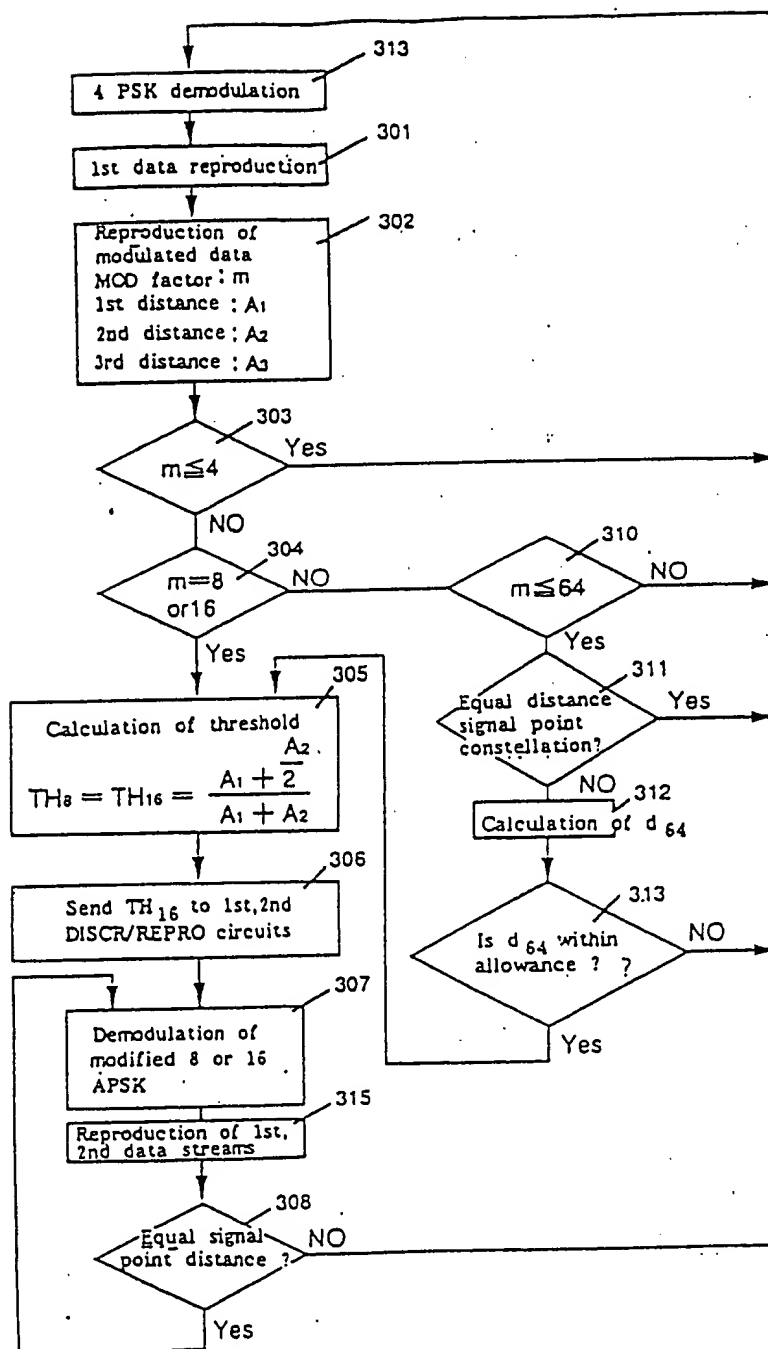 313
4 PSK demodulation
301
1st data reproduction
302
Reproduction of
modulated data
MOD factor : m
1st distance : A1
2nd distance : A2
3rd distance : A3
303
m≦4
Yes
NO
304
m=8
or16
NO
Yes
310
m≦64
NO
Yes
311
Equal distance
signal point
constellation?
Yes
NO
312
Calculation of d 64
313
Is d 64 within
allowance ? ?
NO
Yes
305
Calculation of threshold
TH8 = TH16 = (A1 + A2/2) / (A1 + A2)
306
Send TH16 to 1st,2nd
DISCR/REPRO circuits
307
Demodulation of
modified 8 or 16
APSK
315
Reproduction of 1st,
2nd data streams
308
Equal signal
point distance ?
NO
Yes